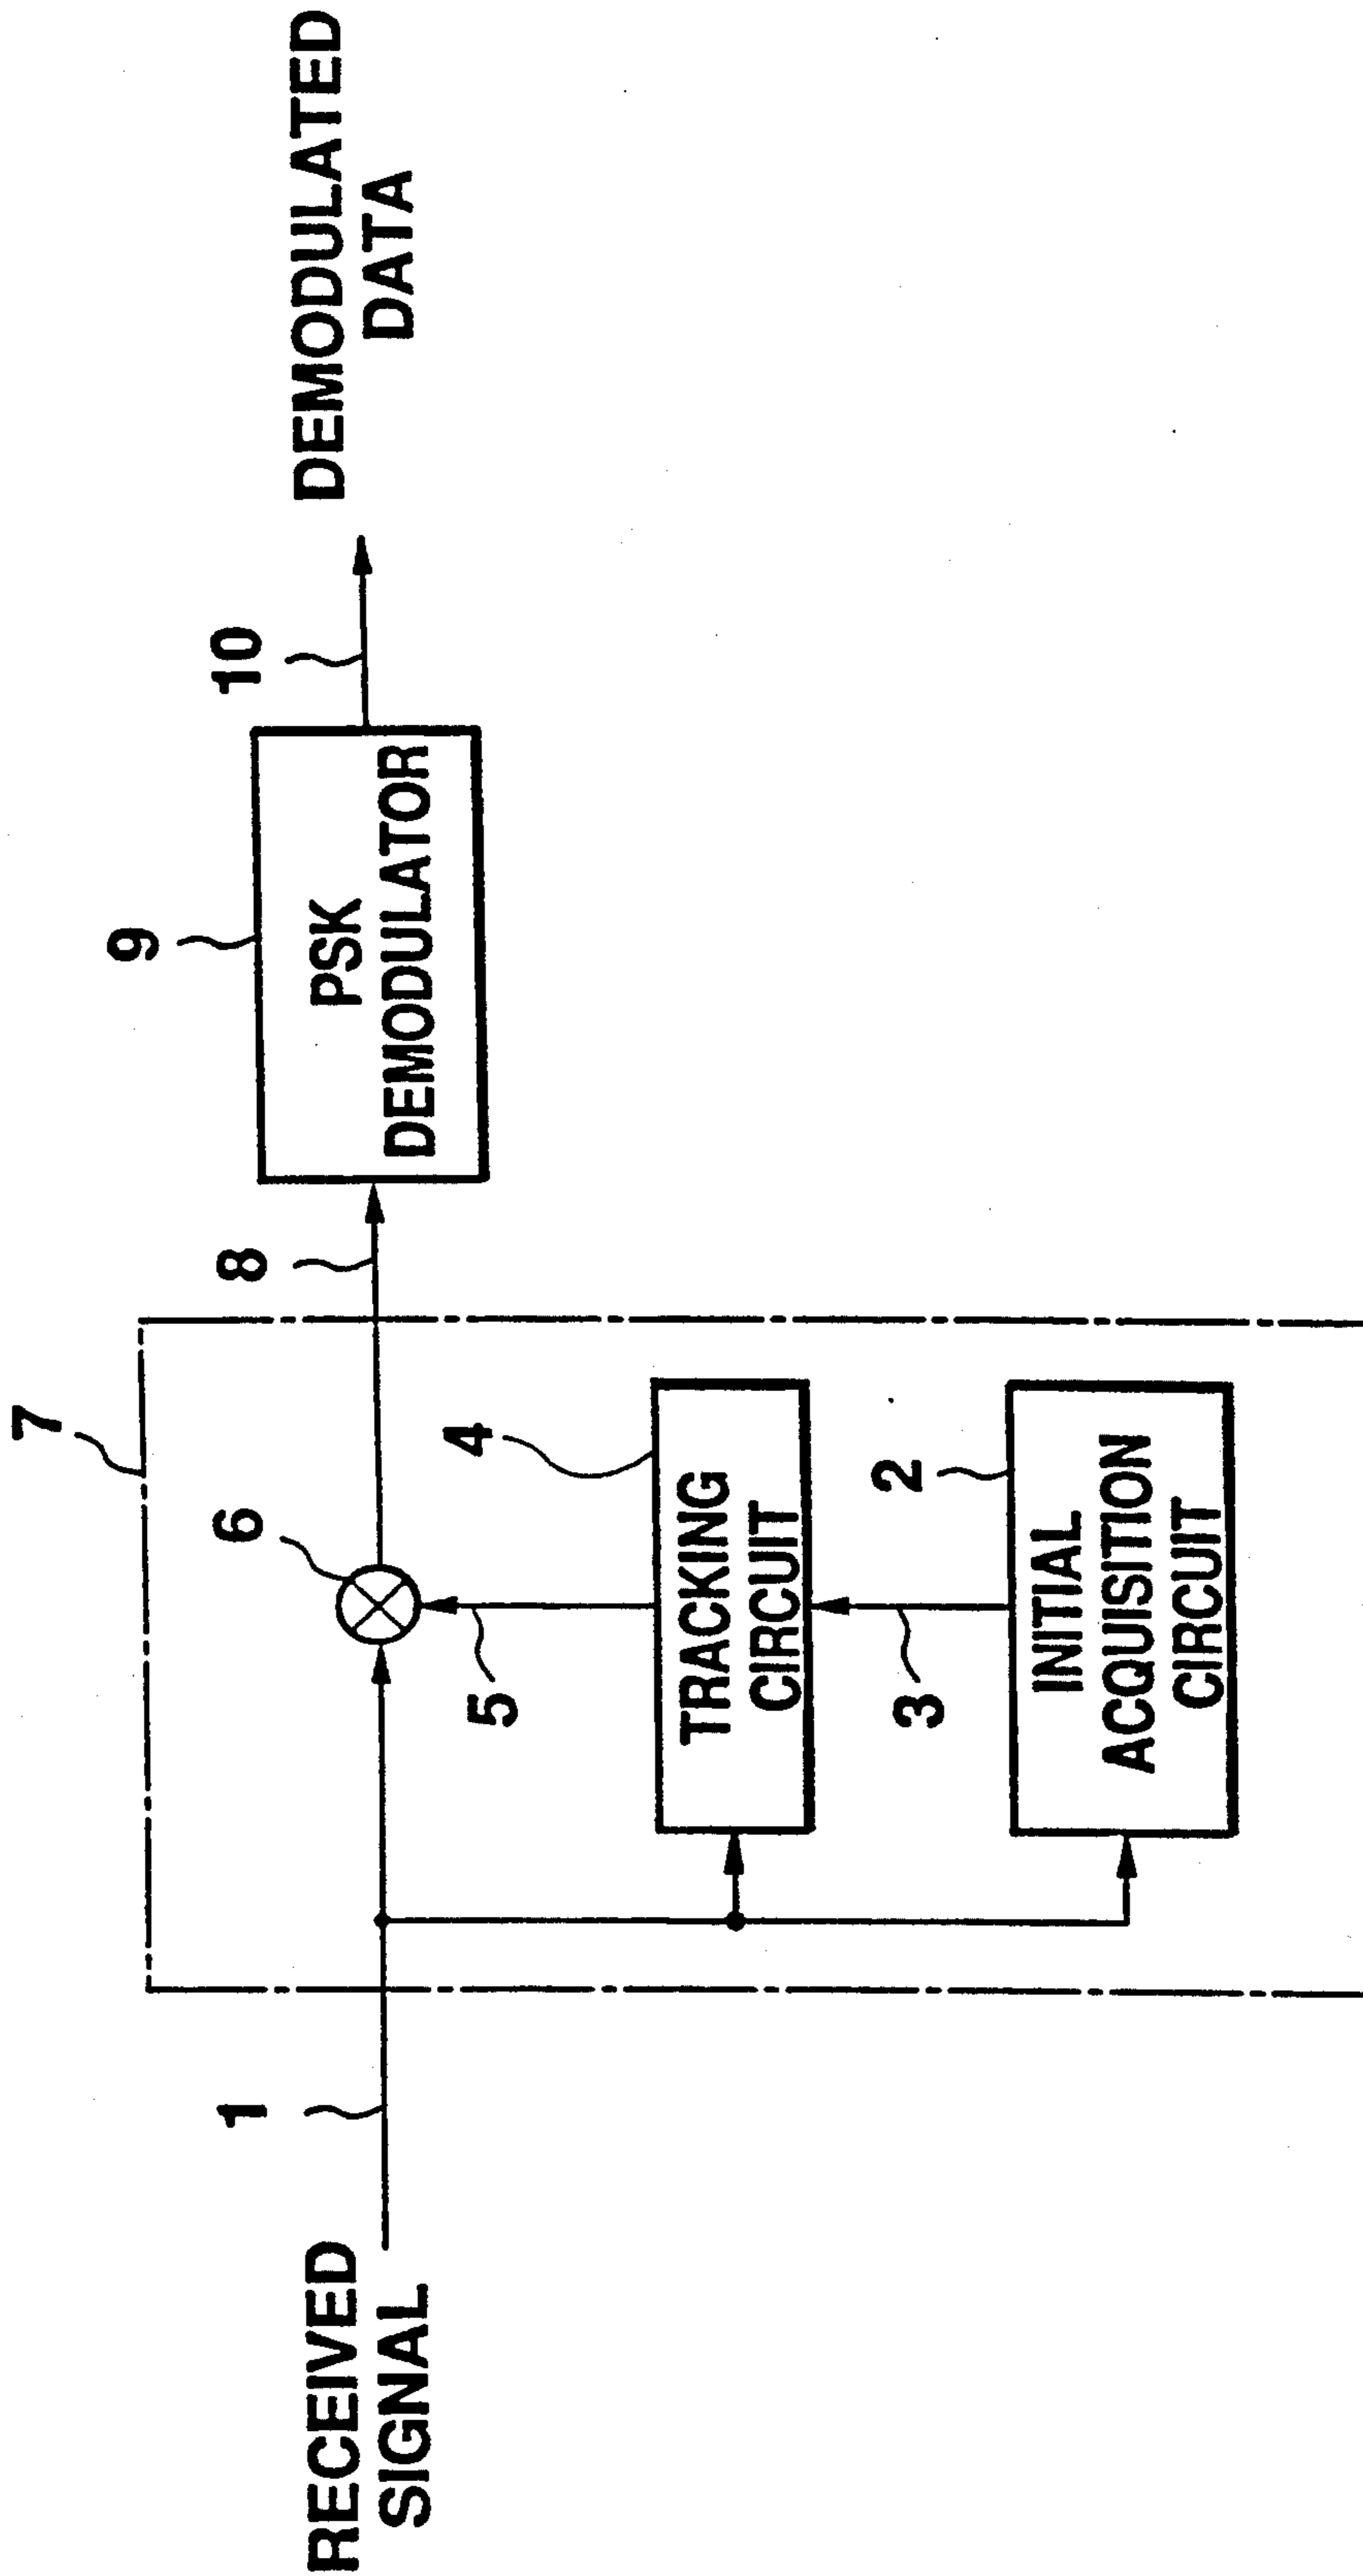 7
1
6
8
9
10
RECEIVED
SIGNAL
DEMODULATED
DATA
PSK
DEMODULATOR
5
4
TRACKING
CIRCUIT
3
2
INITIAL
ACQUISITION
CIRCUIT